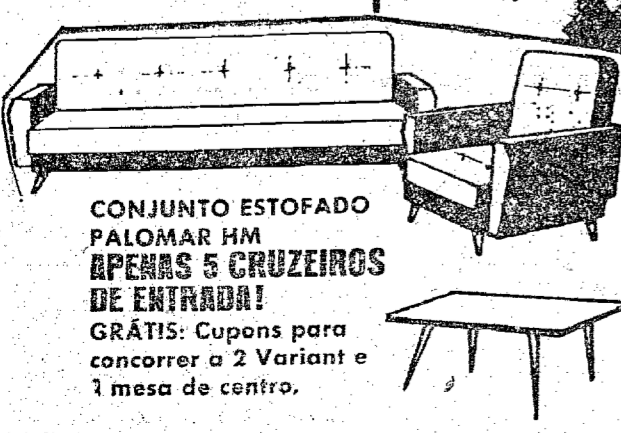 CONJUNTO ESTOFADO
PALOMAR HM
APENAS 5 CRUZEIROS
DE ENTRADA!
GRÁTIS: Cupons para
concorrer a 2 Variant e
1 mesa de centro.